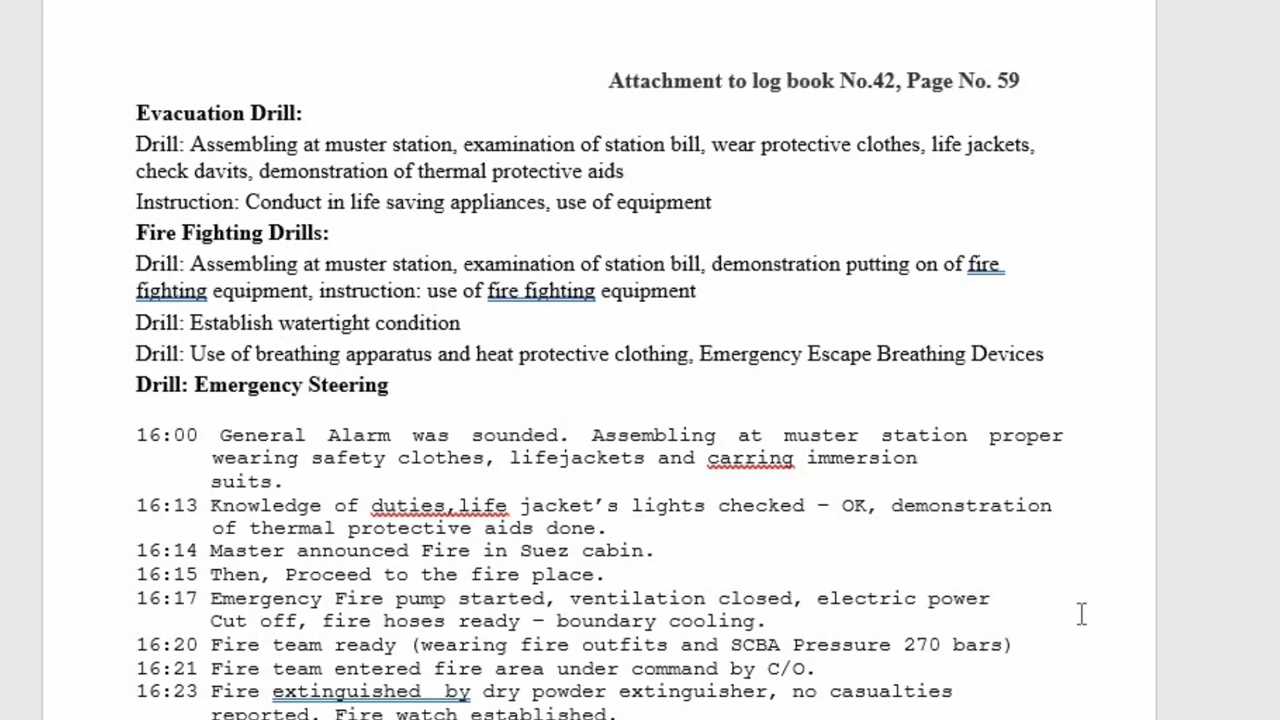 Attachment to log book No.42, Page No. 59
Evacuation Drill:
Drill: Assembling at muster station, examination of station bill, wear protective clothes, life jackets,
check davits, demonstration of thermal protective aids
Instruction: Conduct in life saving appliances, use of equipment
Fire Fighting Drills:
Drill: Assembling at muster station, examination of station bill, demonstration putting on of fire
fighting equipment, instruction: use of fire fighting equipment
Drill: Establish watertight condition
Drill: Use of breathing apparatus and heat protective clothing, Emergency Escape Breathing Devices
Drill: Emergency Steering
16:00 General Alarm was sounded. Assembling at muster station proper
wearing safety clothes, lifejackets and carring immersion
suits.
16:13 Knowledge of duties,life jacket’s lights checked – OK, demonstration
of thermal protective aids done.
16:14 Master announced Fire in Suez cabin.
16:15 Then, Proceed to the fire place.
16:17 Emergency Fire pump started, ventilation closed, electric power
Cut off, fire hoses ready – boundary cooling.
16:20 Fire team ready (wearing fire outfits and SCBA Pressure 270 bars)
16:21 Fire team entered fire area under command by C/O.
16:23 Fire extinguished by dry powder extinguisher, no casualties
reported. Fire watch established.